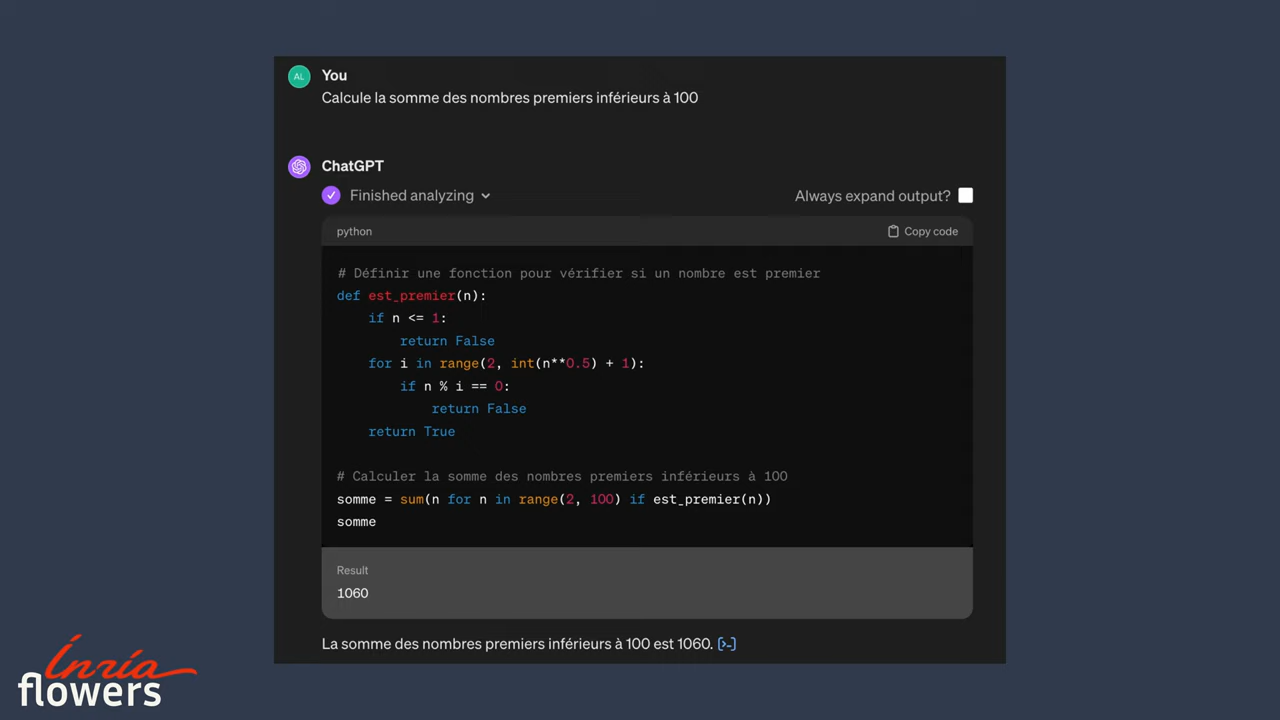 AL
You
Calcule la somme des nombres premiers inférieurs à 100
ChatGPT
Finished analyzing
Always expand output?
python
Copy code
# Définir une fonction pour vérifier si un nombre est premier
def est_premier(n):
    if n <= 1:
        return False
    for i in range(2, int(n**0.5) + 1):
        if n % i == 0:
            return False
    return True
# Calculer la somme des nombres premiers inférieurs à 100
somme = sum(n for n in range(2, 100) if est_premier(n))
somme
Result
1060
La somme des nombres premiers inférieurs à 100 est 1060. [>-]
Inria
flowers